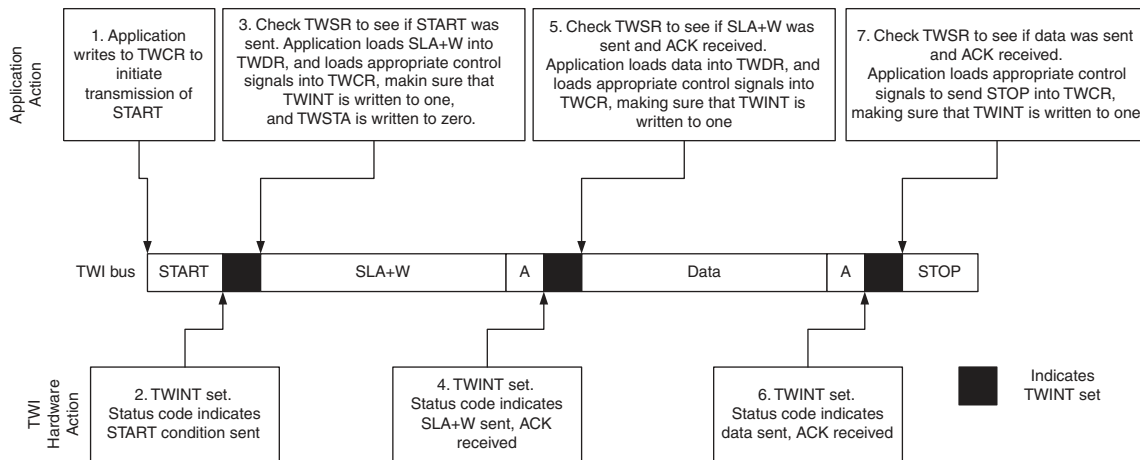 Application
Action
1. Application
writes to TWCR to
initiate
transmission of
START
3. Check TWSR to see if START was
sent. Application loads SLA+W into
TWDR, and loads appropriate control
signals into TWCR, makin sure that
TWINT is written to one,
and TWSTA is written to zero.
5. Check TWSR to see if SLA+W was
sent and ACK received.
Application loads data into TWDR, and
loads appropriate control signals into
TWCR, making sure that TWINT is
written to one
7. Check TWSR to see if data was sent
and ACK received.
Application loads appropriate control
signals to send STOP into TWCR,
making sure that TWINT is written to one
TWI bus
START
SLA+W
A
Data
A
STOP
TWI
Hardware
Action
2. TWINT set.
Status code indicates
START condition sent
4. TWINT set.
Status code indicates
SLA+W sent, ACK
received
6. TWINT set.
Status code indicates
data sent, ACK received
Indicates
TWINT set